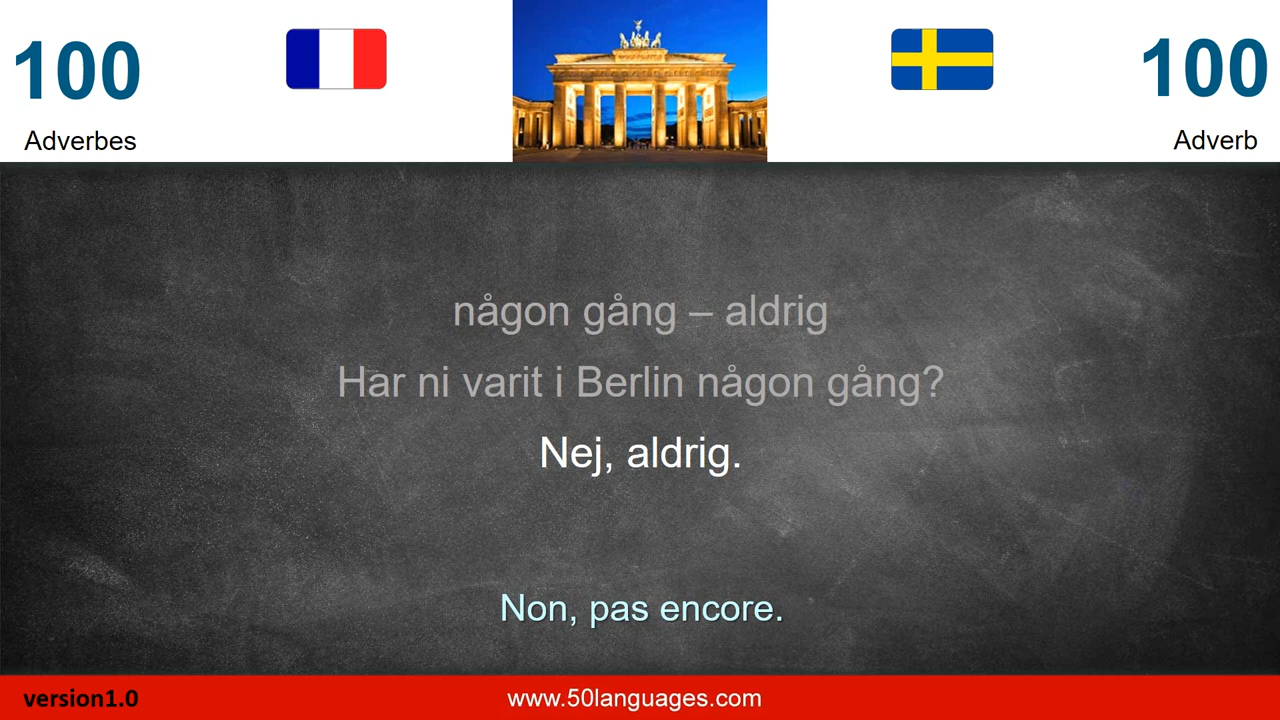 100
100
Adverbes
Adverb
någon gång – aldrig
Har ni varit i Berlin någon gång?
Nej, aldrig.
Non, pas encore.
version1.0
www.50languages.com